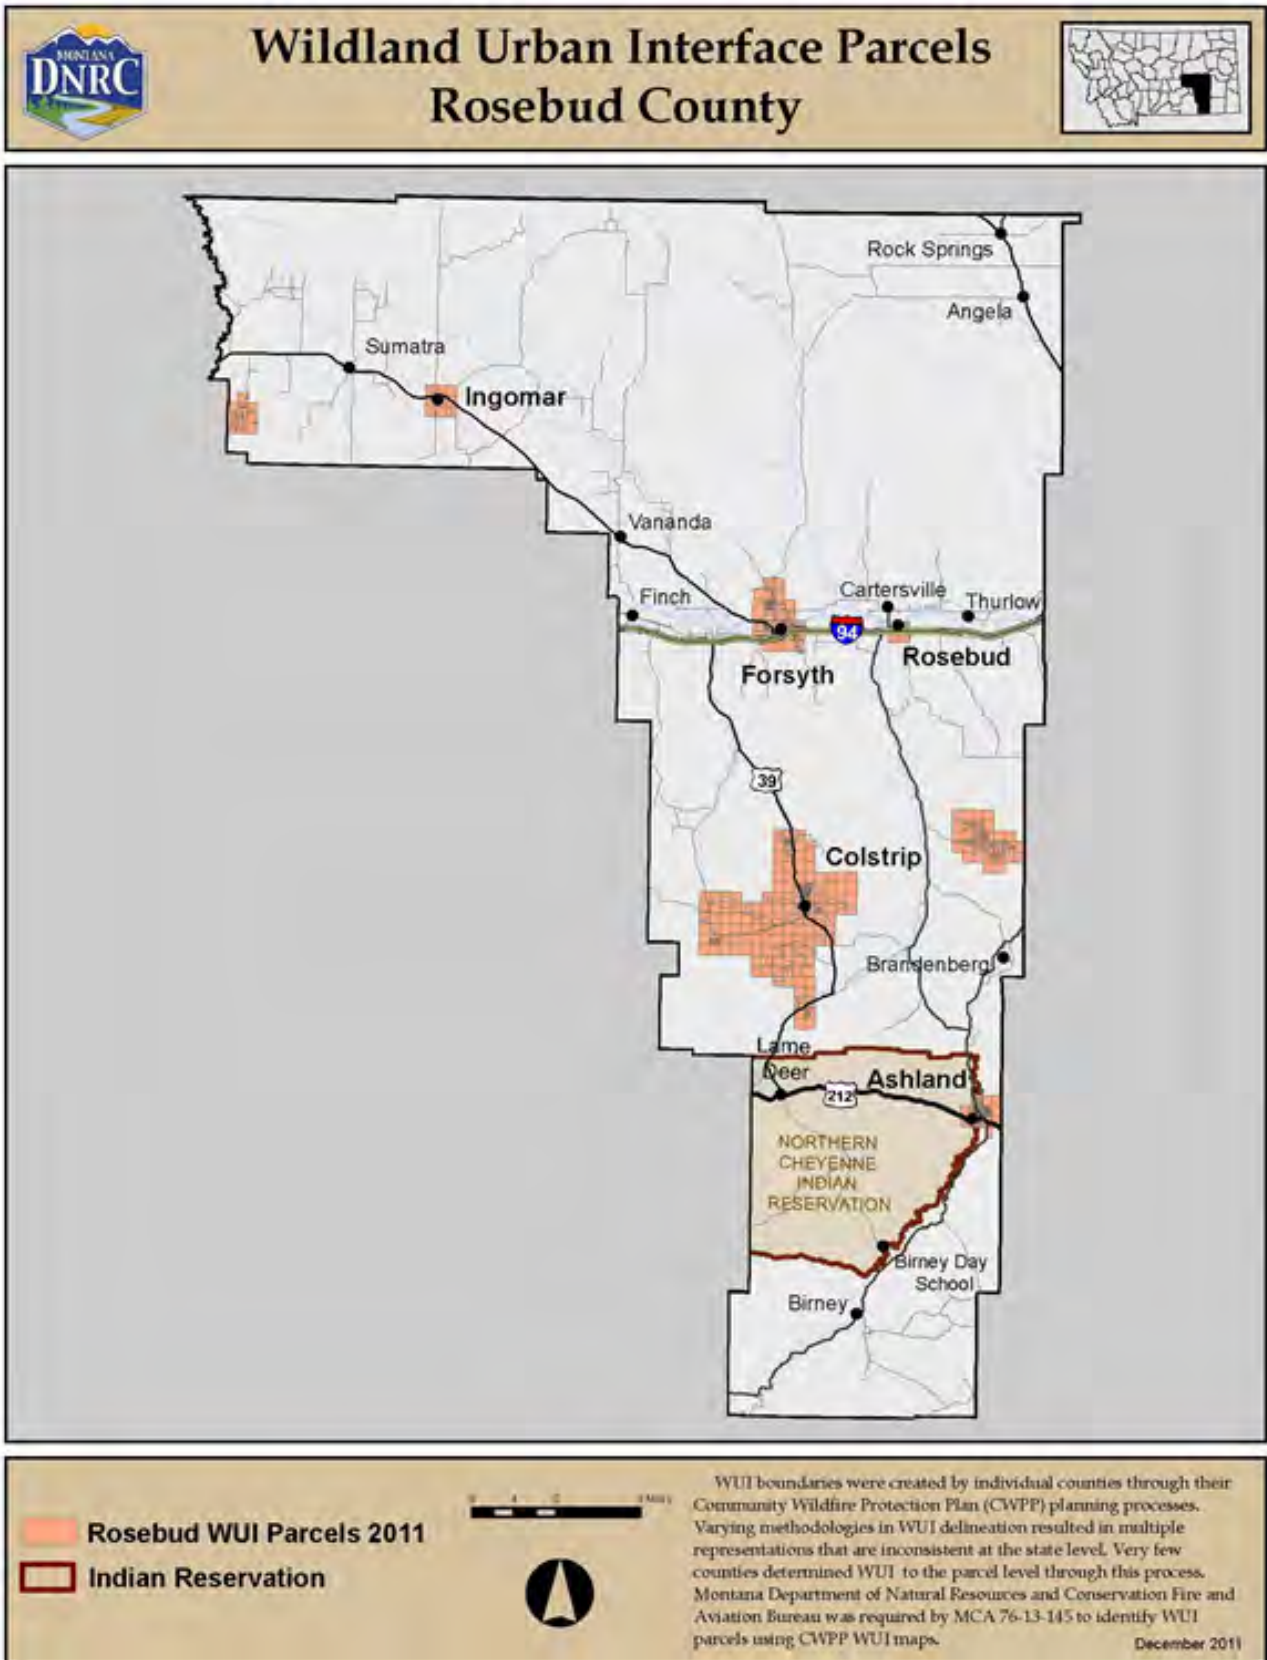 MONTANA
DNRC
Wildland Urban Interface Parcels
Rosebud County
Rock Springs
Angela
Sumatra
Ingomar
Vananda
Finch
Cartersville
Thurlow
94
Forsyth
Rosebud
39
Colstrip
Brandenberg
Lame
Deer
Ashland
212
NORTHERN
CHEYENNE
INDIAN
RESERVATION
Birney Day
School
Birney
Rosebud WUI Parcels 2011
Indian Reservation
WUI boundaries were created by individual counties through their
Community Wildfire Protection Plan (CWPP) planning processes.
Varying methodologies in WUI delineation resulted in multiple
representations that are inconsistent at the state level. Very few
counties determined WUI to the parcel level through this process.
Montana Department of Natural Resources and Conservation Fire and
Aviation Bureau was required by MCA 76-13-145 to identify WUI
parcels using CWPP WUI maps.
December 2011